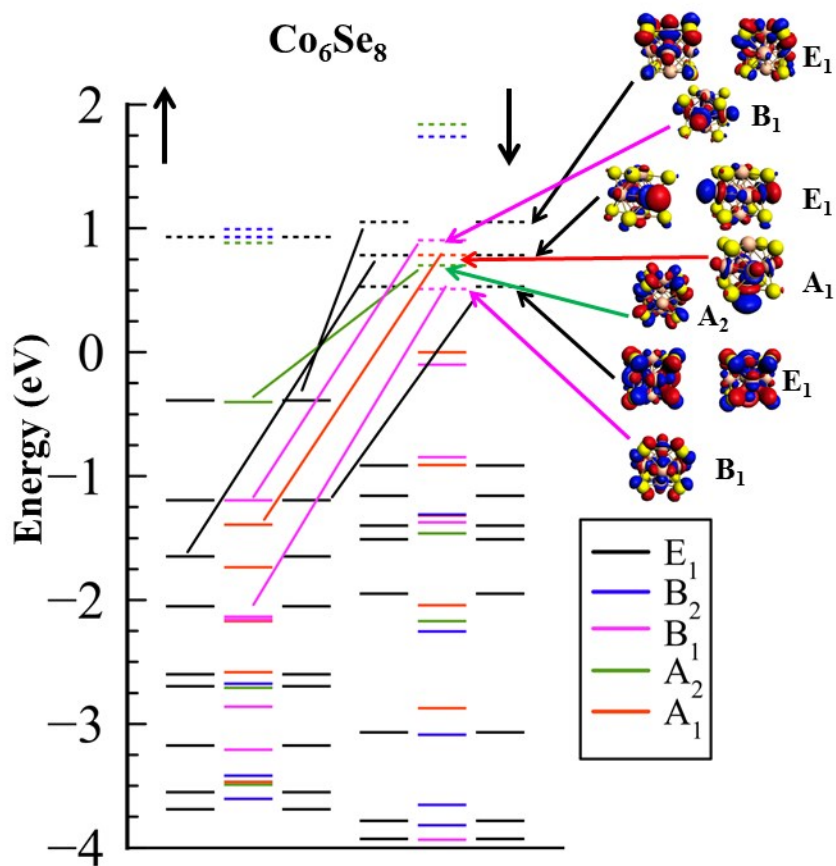 Co₆Se₈
E₁
B₁
E₁
A₁
A₂
E₁
B₁
Energy (eV)
2
1
0
−1
−2
−3
−4
E₁
B₂
B₁
A₂
A₁